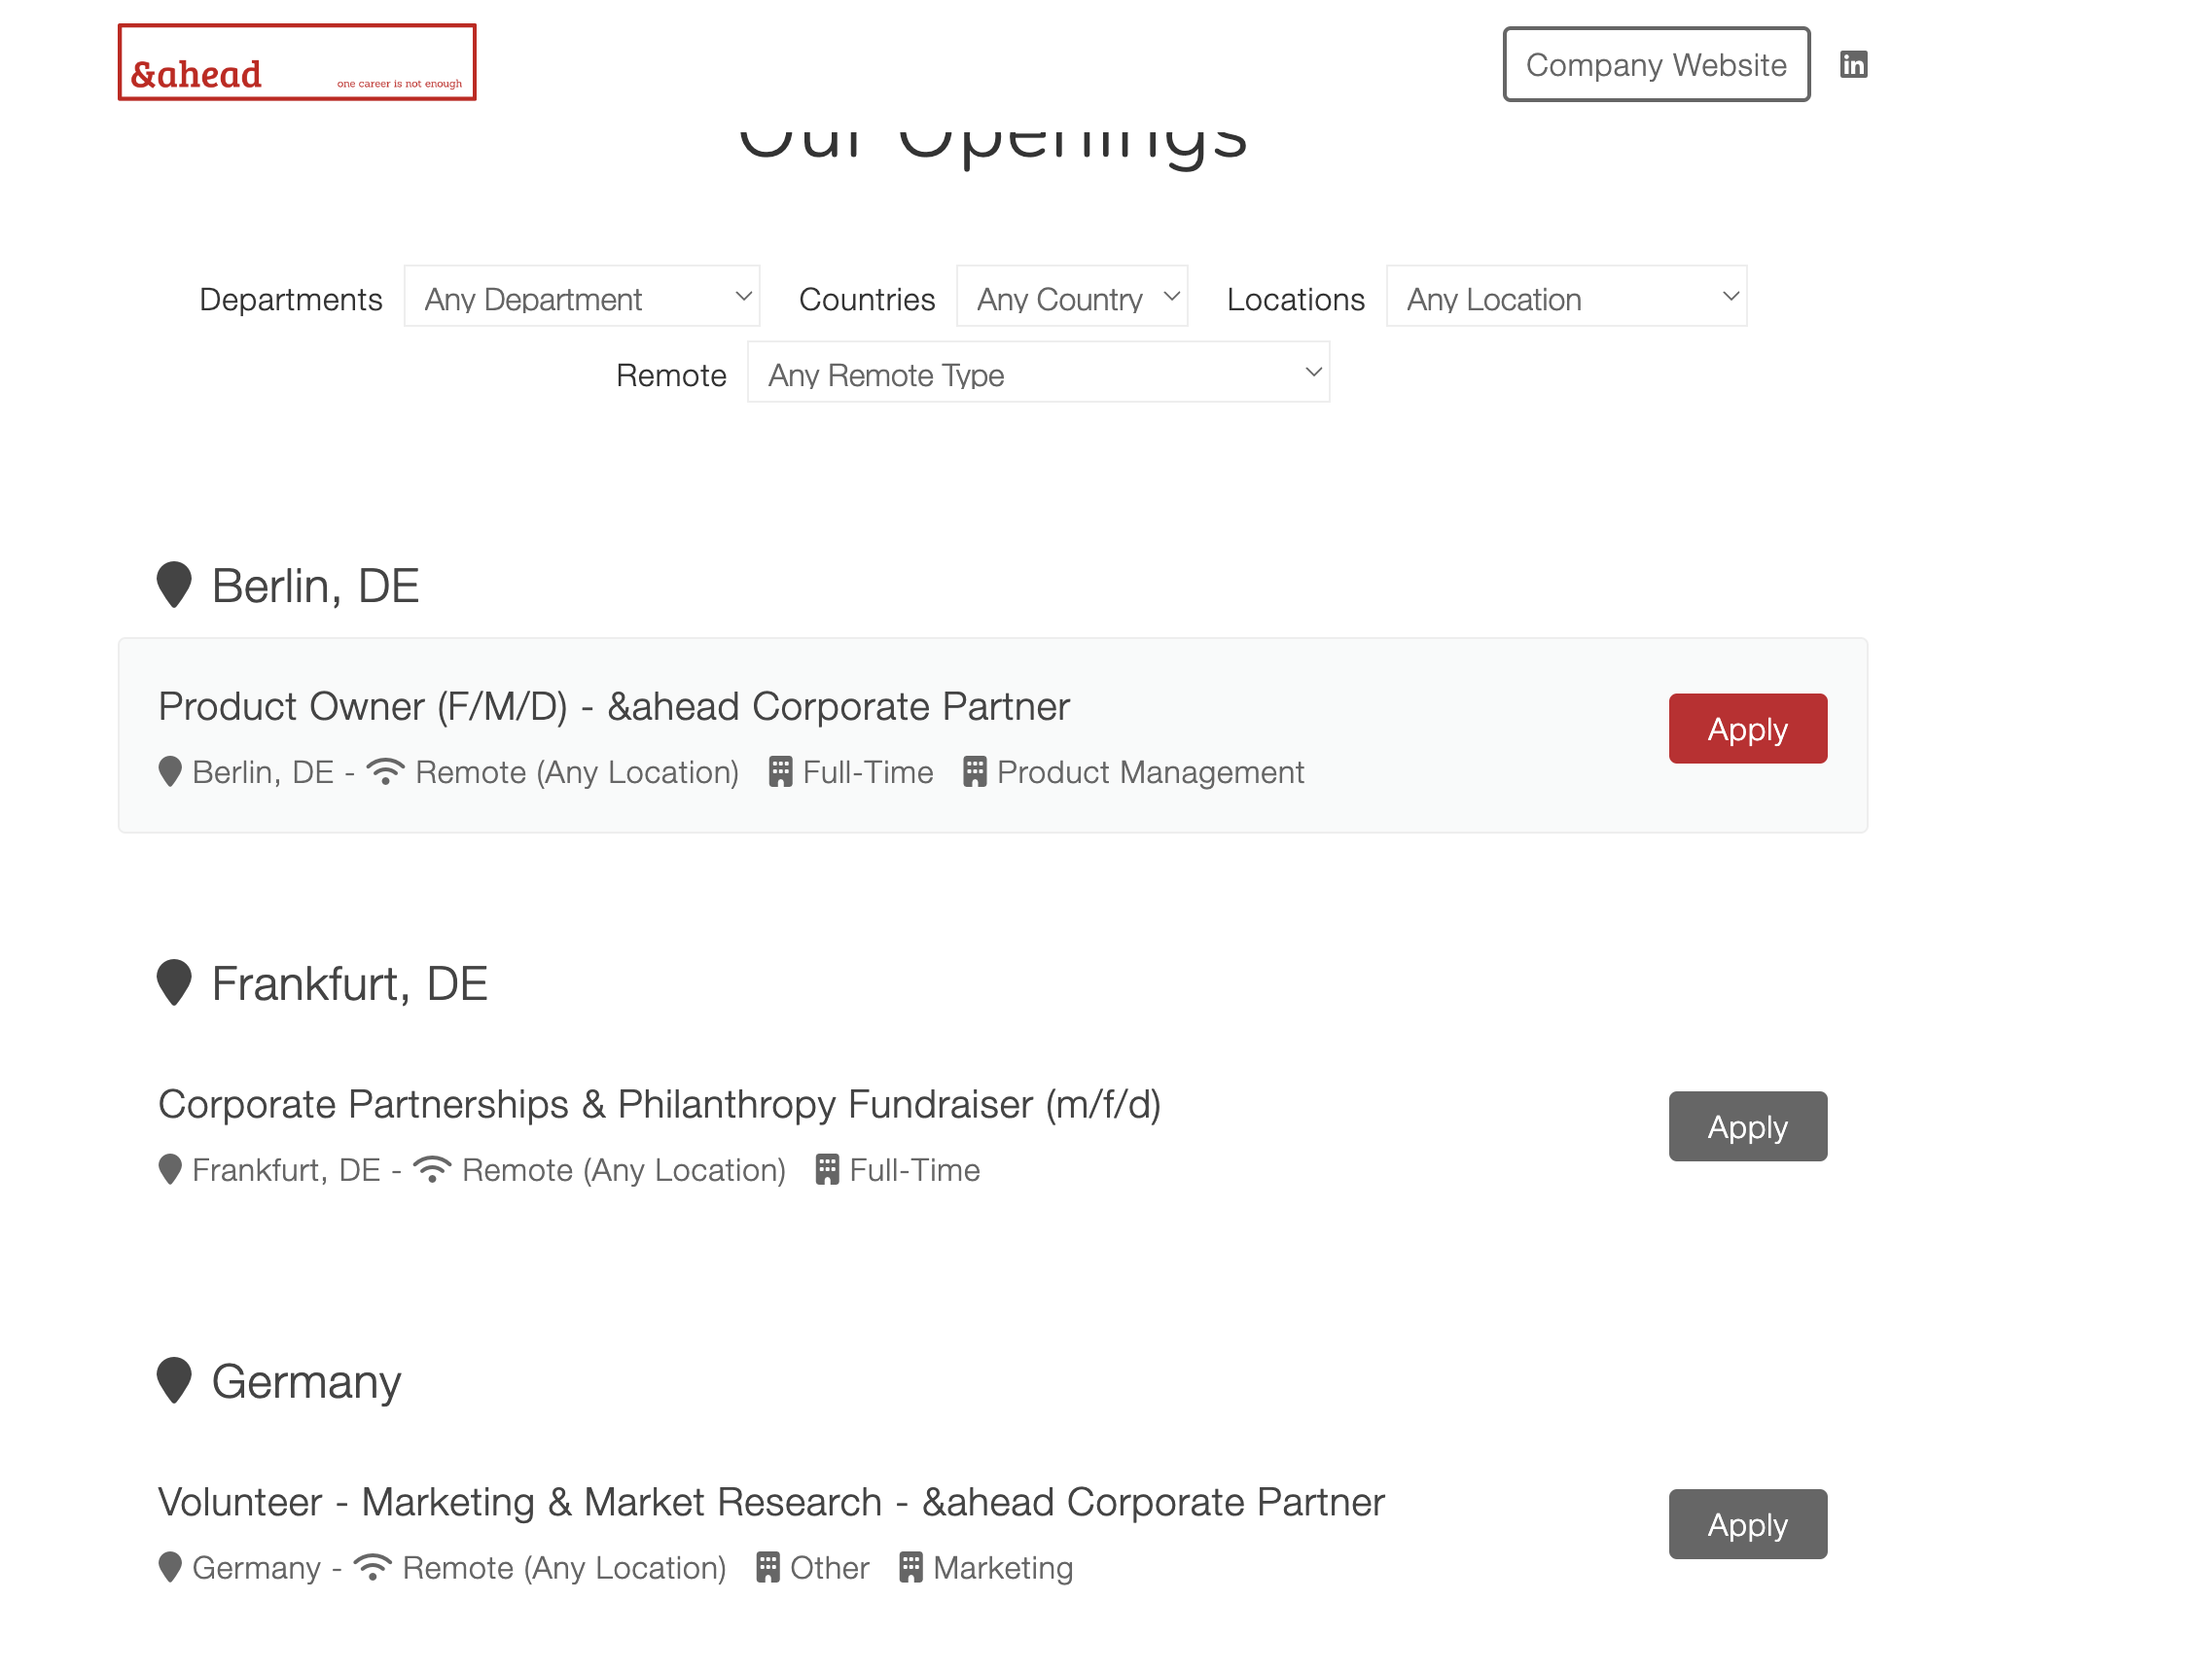 &ahead
one career is not enough
Company Website
Our Openings
Departments Any Department Countries Any Country Locations Any Location
Remote Any Remote Type
Berlin, DE
Product Owner (F/M/D) - &ahead Corporate Partner
Apply
Berlin, DE - Remote (Any Location) Full-Time Product Management
Frankfurt, DE
Corporate Partnerships & Philanthropy Fundraiser (m/f/d)
Apply
Frankfurt, DE - Remote (Any Location) Full-Time
Germany
Volunteer - Marketing & Market Research - &ahead Corporate Partner
Apply
Germany - Remote (Any Location) Other Marketing